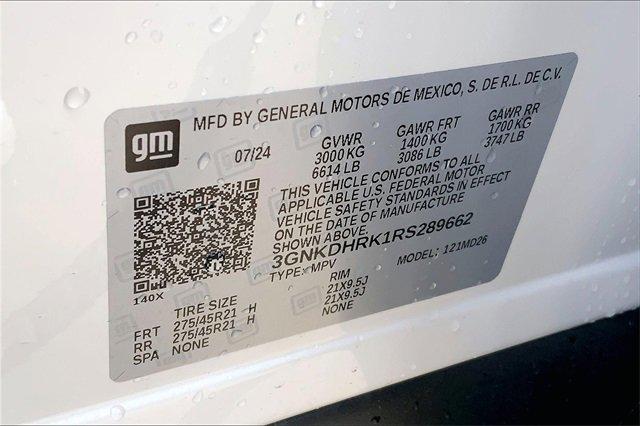 MFD BY GENERAL MOTORS DE MEXICO, S. DE R.L. DE C.V.
gm
07/24 GVWR GAWR FRT GAWR RR
3000 KG 1400 KG 1700 KG
6614 LB 3086 LB 3747 LB
THIS VEHICLE CONFORMS TO ALL
APPLICABLE U.S. FEDERAL MOTOR
VEHICLE SAFETY STANDARDS IN EFFECT
ON THE DATE OF MANUFACTURE
SHOWN ABOVE.
3GNKDHRK1RS289662
TYPE: MPV MODEL: 121MD26
140X
TIRE SIZE RIM
FRT 275/45R21 H 21X9.5J
RR 275/45R21 H 21X9.5J
SPA NONE NONE